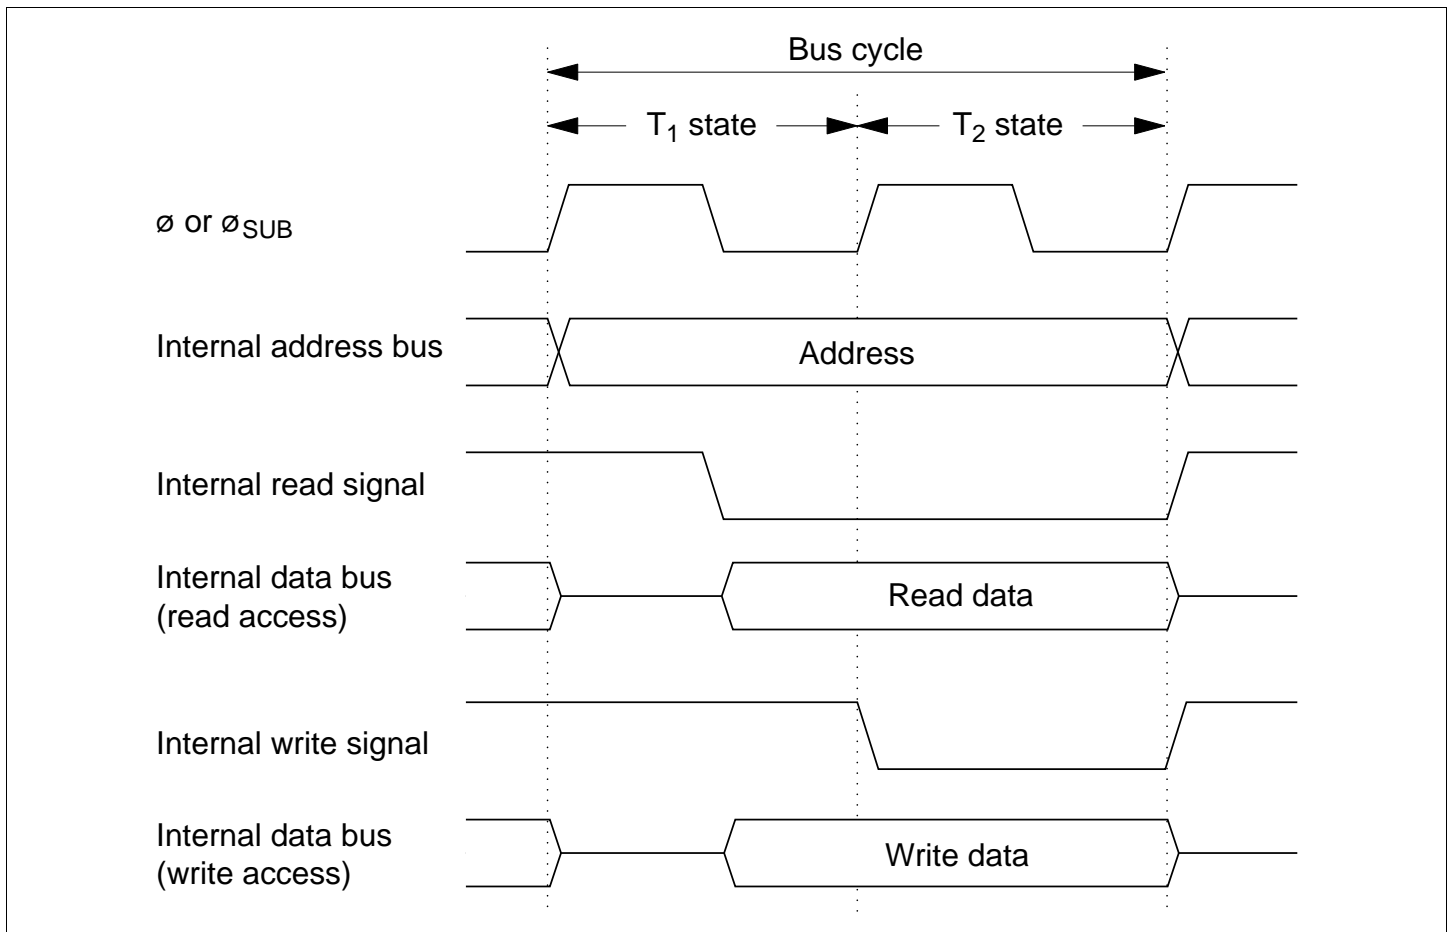 Bus cycle
T₁ state
T₂ state
ø or øSUB
Internal address bus
Address
Internal read signal
Internal data bus
(read access)
Read data
Internal write signal
Internal data bus
(write access)
Write data